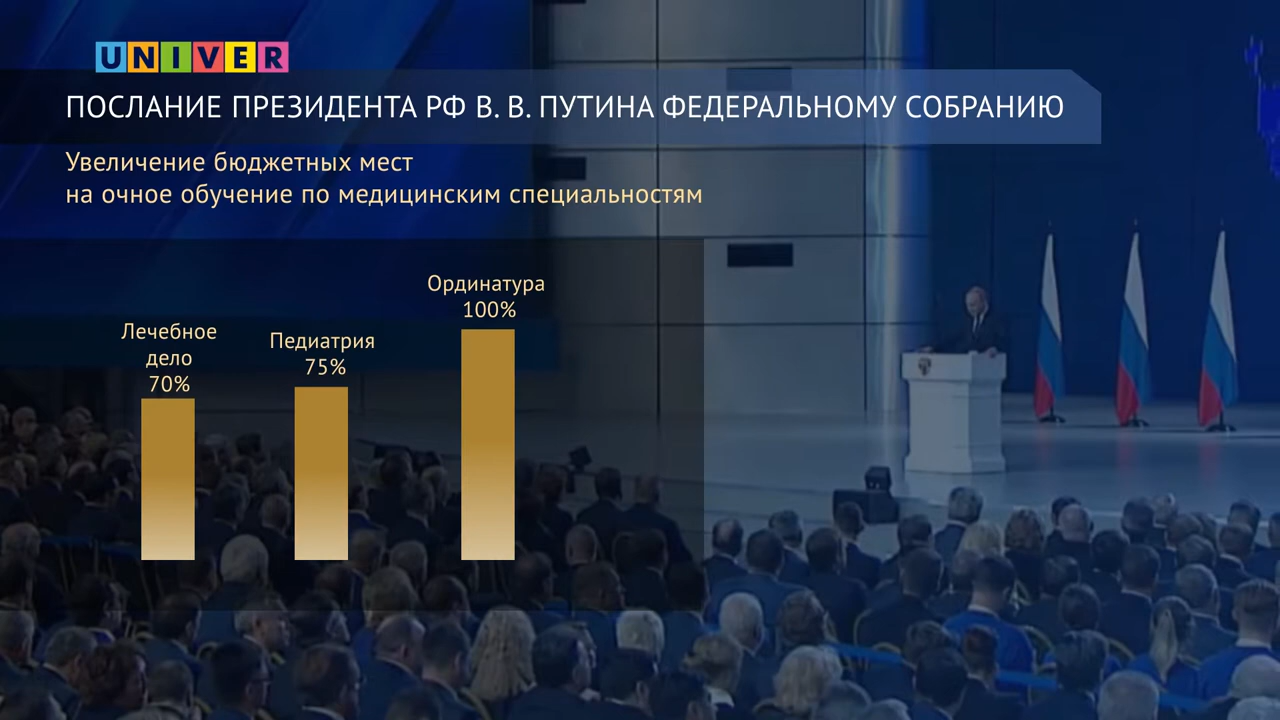 UNIVER
ПОСЛАНИЕ ПРЕЗИДЕНТА РФ В. В. ПУТИНА ФЕДЕРАЛЬНОМУ СОБРАНИЮ
Увеличение бюджетных мест
на очное обучение по медицинским специальностям
Лечебное
дело
70%
Педиатрия
75%
Ординатура
100%